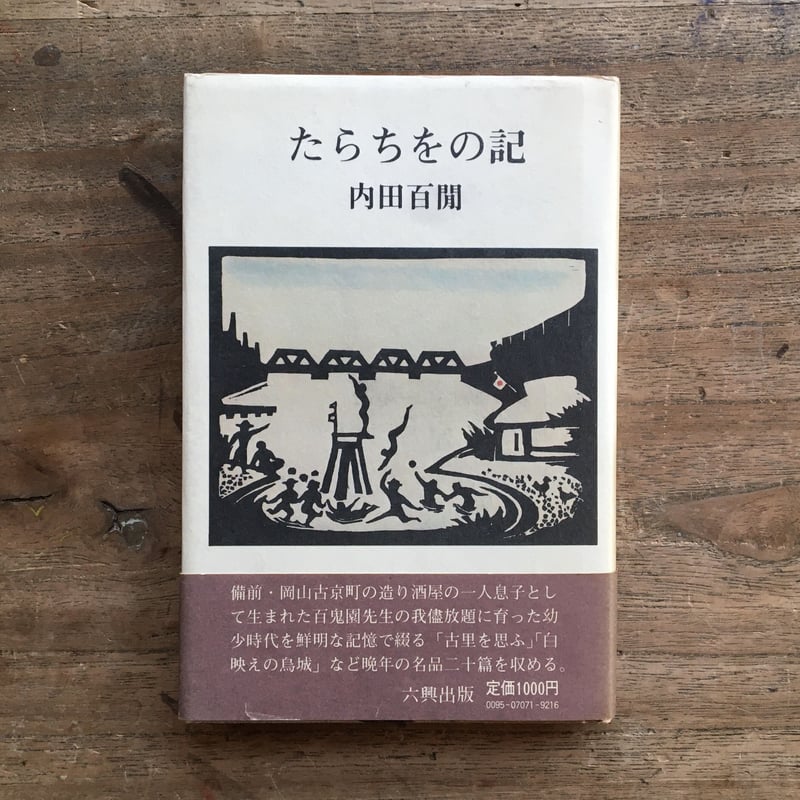 たらちをの記
内田百閒
備前・岡山古京町の造り酒屋の一人息子とし
て生まれた百鬼園先生の我儘放題に育った幼
少時代を鮮明な記憶で綴る「古里を思ふ」「白
映えの烏城」など晩年の名品二十篇を収める。
六興出版 定価1000円
0095-07071-9216